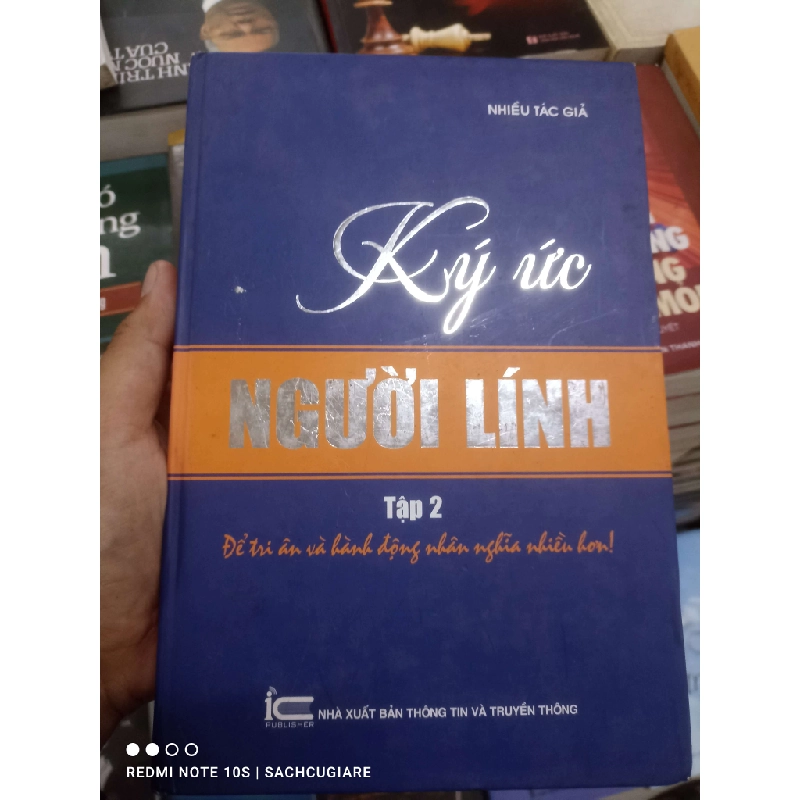 NHIỀU TÁC GIẢ
Ký ức
NGƯỜI LÍNH
Tập 2
Để tri ân và hành động nhân nghĩa nhiều hơn!
ic
PUBLISHER
NHÀ XUẤT BẢN THÔNG TIN VÀ TRUYỀN THÔNG
REDMI NOTE 10S | SACHCUGIARE